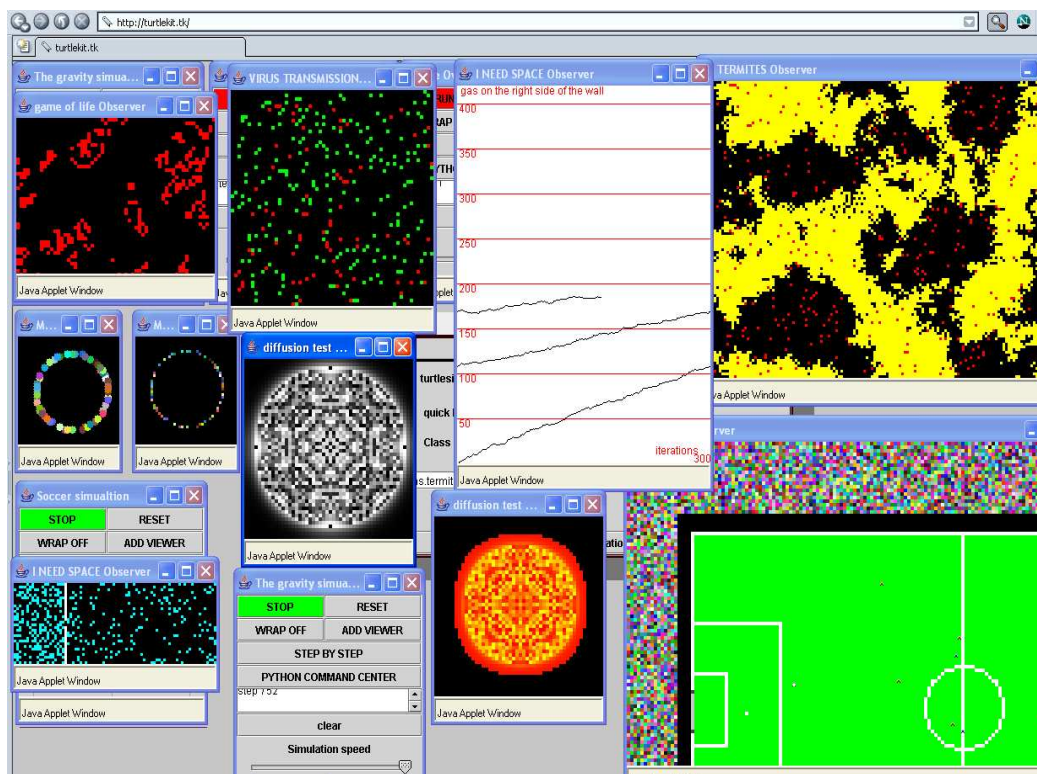 http://turtlekit.tk/
turtlekit.tk
The gravity simua...
VIRUS TRANSMISSION...
I NEED SPACE Observer
TERMITES Observer
game of life Observer
gas on the right side of the wall
400
350
300
250
200
150
100
50
iterations
300
Java Applet Window
Java Applet Window
Java Applet Window
M...
M...
diffusion test ...
turtlesi
quick
Class
s.termit
Java Applet Window
Java Applet Window
Java Applet Window
Soccer simualtion
STOP
RESET
WRAP OFF
ADD VIEWER
diffusion test ...
Java Applet Window
I NEED SPACE Observer
The gravity simua...
STOP
RESET
WRAP OFF
ADD VIEWER
STEP BY STEP
PYTHON COMMAND CENTER
step 752
clear
Simulation speed
Java Applet Window
Java Applet Window
Java Applet Window